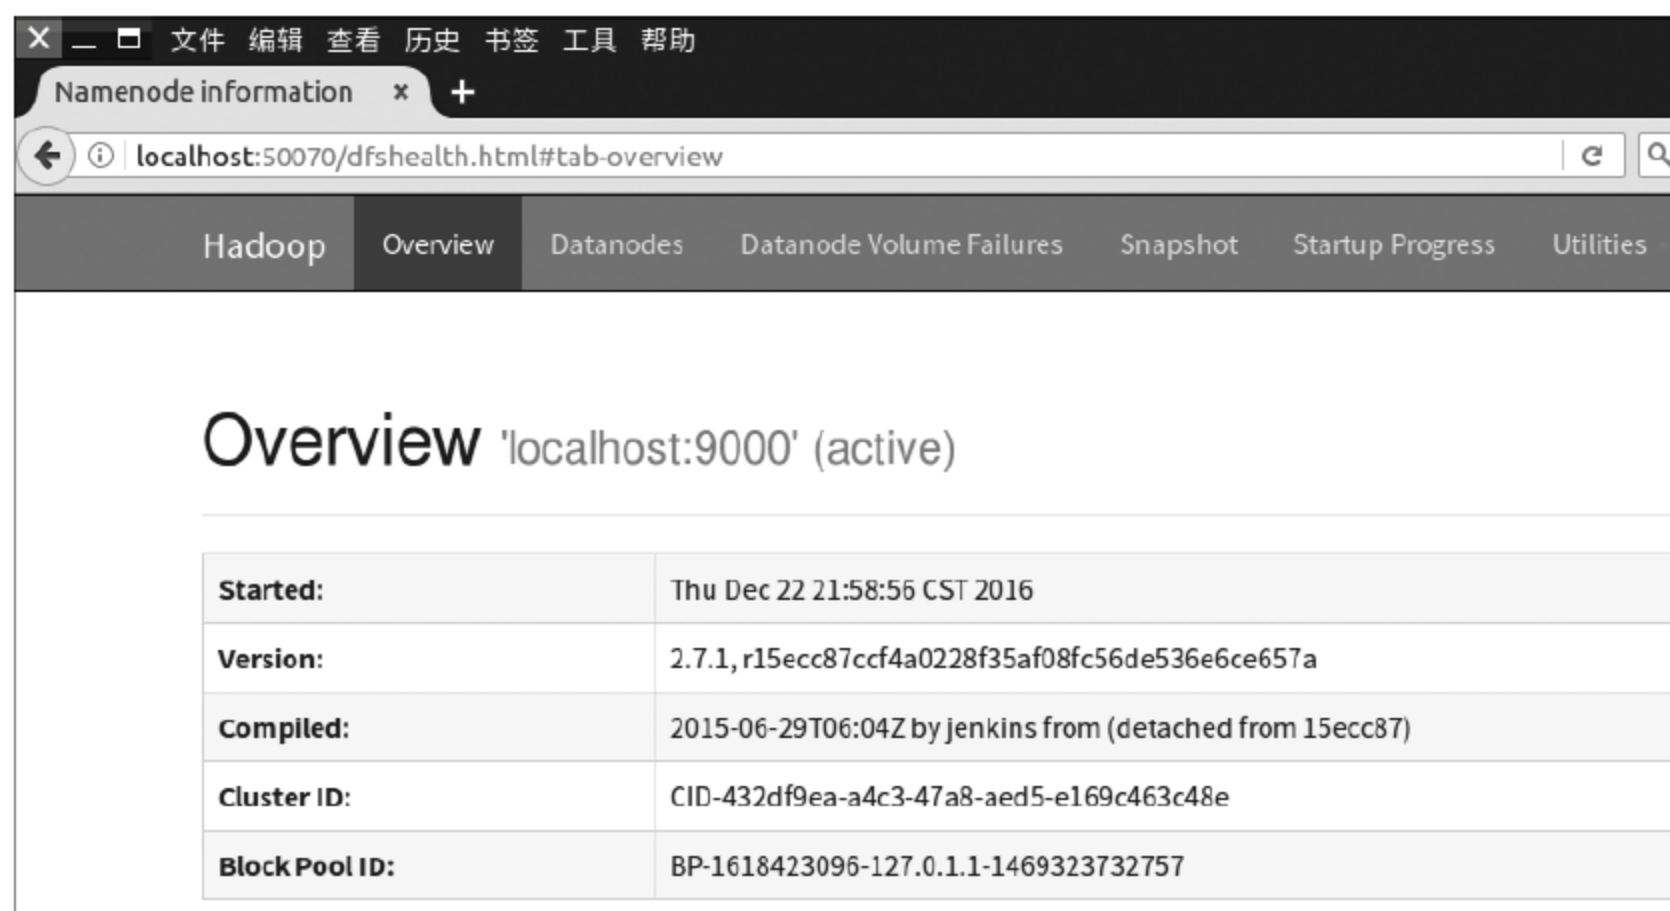 文件 编辑 查看 历史 书签 工具 帮助
Namenode information
localhost:50070/dfshealth.html#tab-overview
Hadoop Overview Datanodes Datanode Volume Failures Snapshot Startup Progress Utilities
Overview 'localhost:9000' (active)
Started: Thu Dec 22 21:58:56 CST 2016
Version: 2.7.1, r15ecc87ccf4a0228f35af08fc56de536e6ce657a
Compiled: 2015-06-29T06:04Z by jenkins from (detached from 15ecc87)
Cluster ID: CID-432df9ea-a4c3-47a8-aed5-e169c463c48e
Block Pool ID: BP-1618423096-127.0.1.1-1469323732757